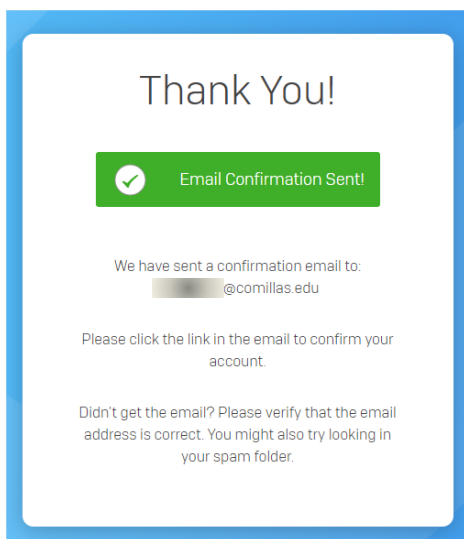 Thank You!
Email Confirmation Sent!
We have sent a confirmation email to:
@comillas.edu
Please click the link in the email to confirm your
account.
Didn't get the email? Please verify that the email
address is correct. You might also try looking in
your spam folder.